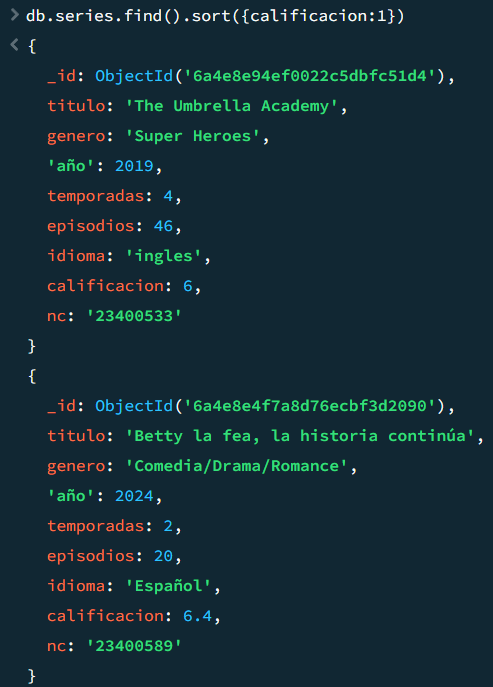 > db.series.find().sort({calificacion:1})
< {
_id: ObjectId('6a4e8e94ef0022c5dbfc51d4'),
titulo: 'The Umbrella Academy',
genero: 'Super Heroes',
'año': 2019,
temporadas: 4,
episodios: 46,
idioma: 'ingles',
calificacion: 6,
nc: '23400533'
}
{
_id: ObjectId('6a4e8e4f7a8d76ecbf3d2090'),
titulo: 'Betty la fea, la historia continúa',
genero: 'Comedia/Drama/Romance',
'año': 2024,
temporadas: 2,
episodios: 20,
idioma: 'Español',
calificacion: 6.4,
nc: '23400589'
}